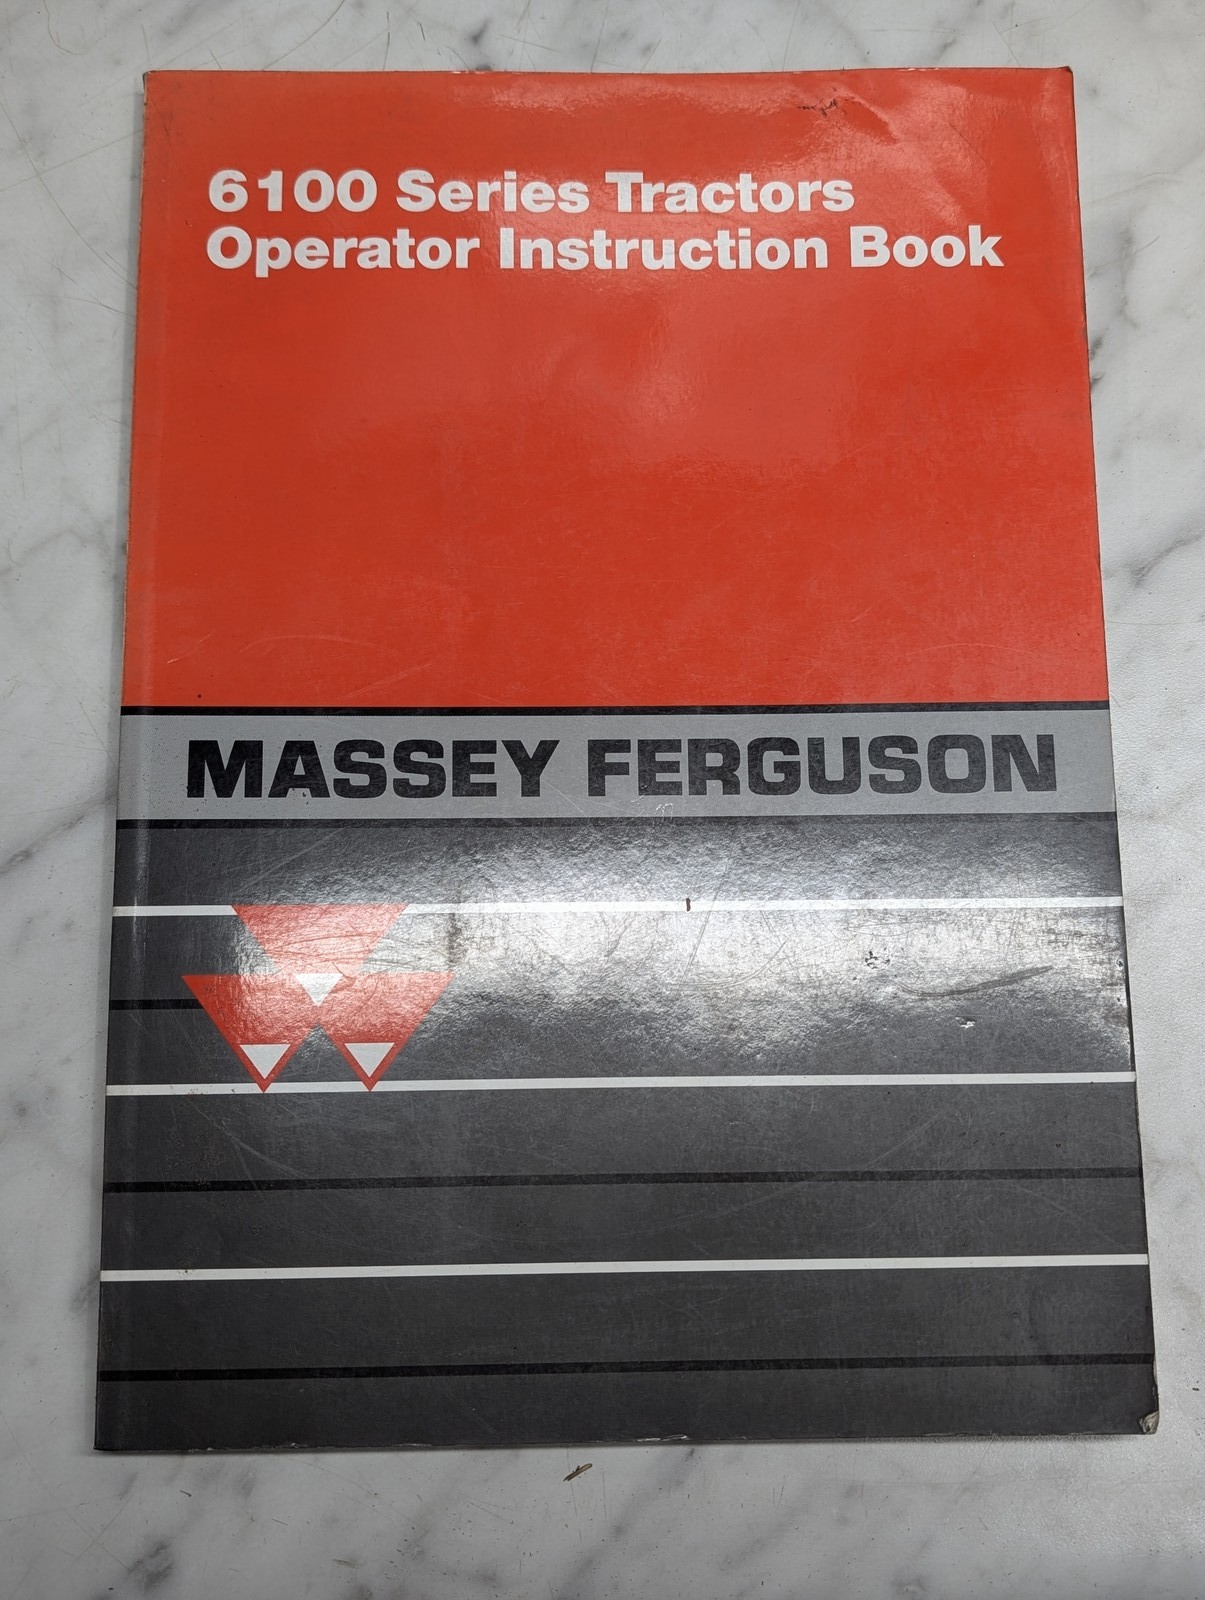 6100 Series Tractors
Operator Instruction Book
MASSEY FERGUSON